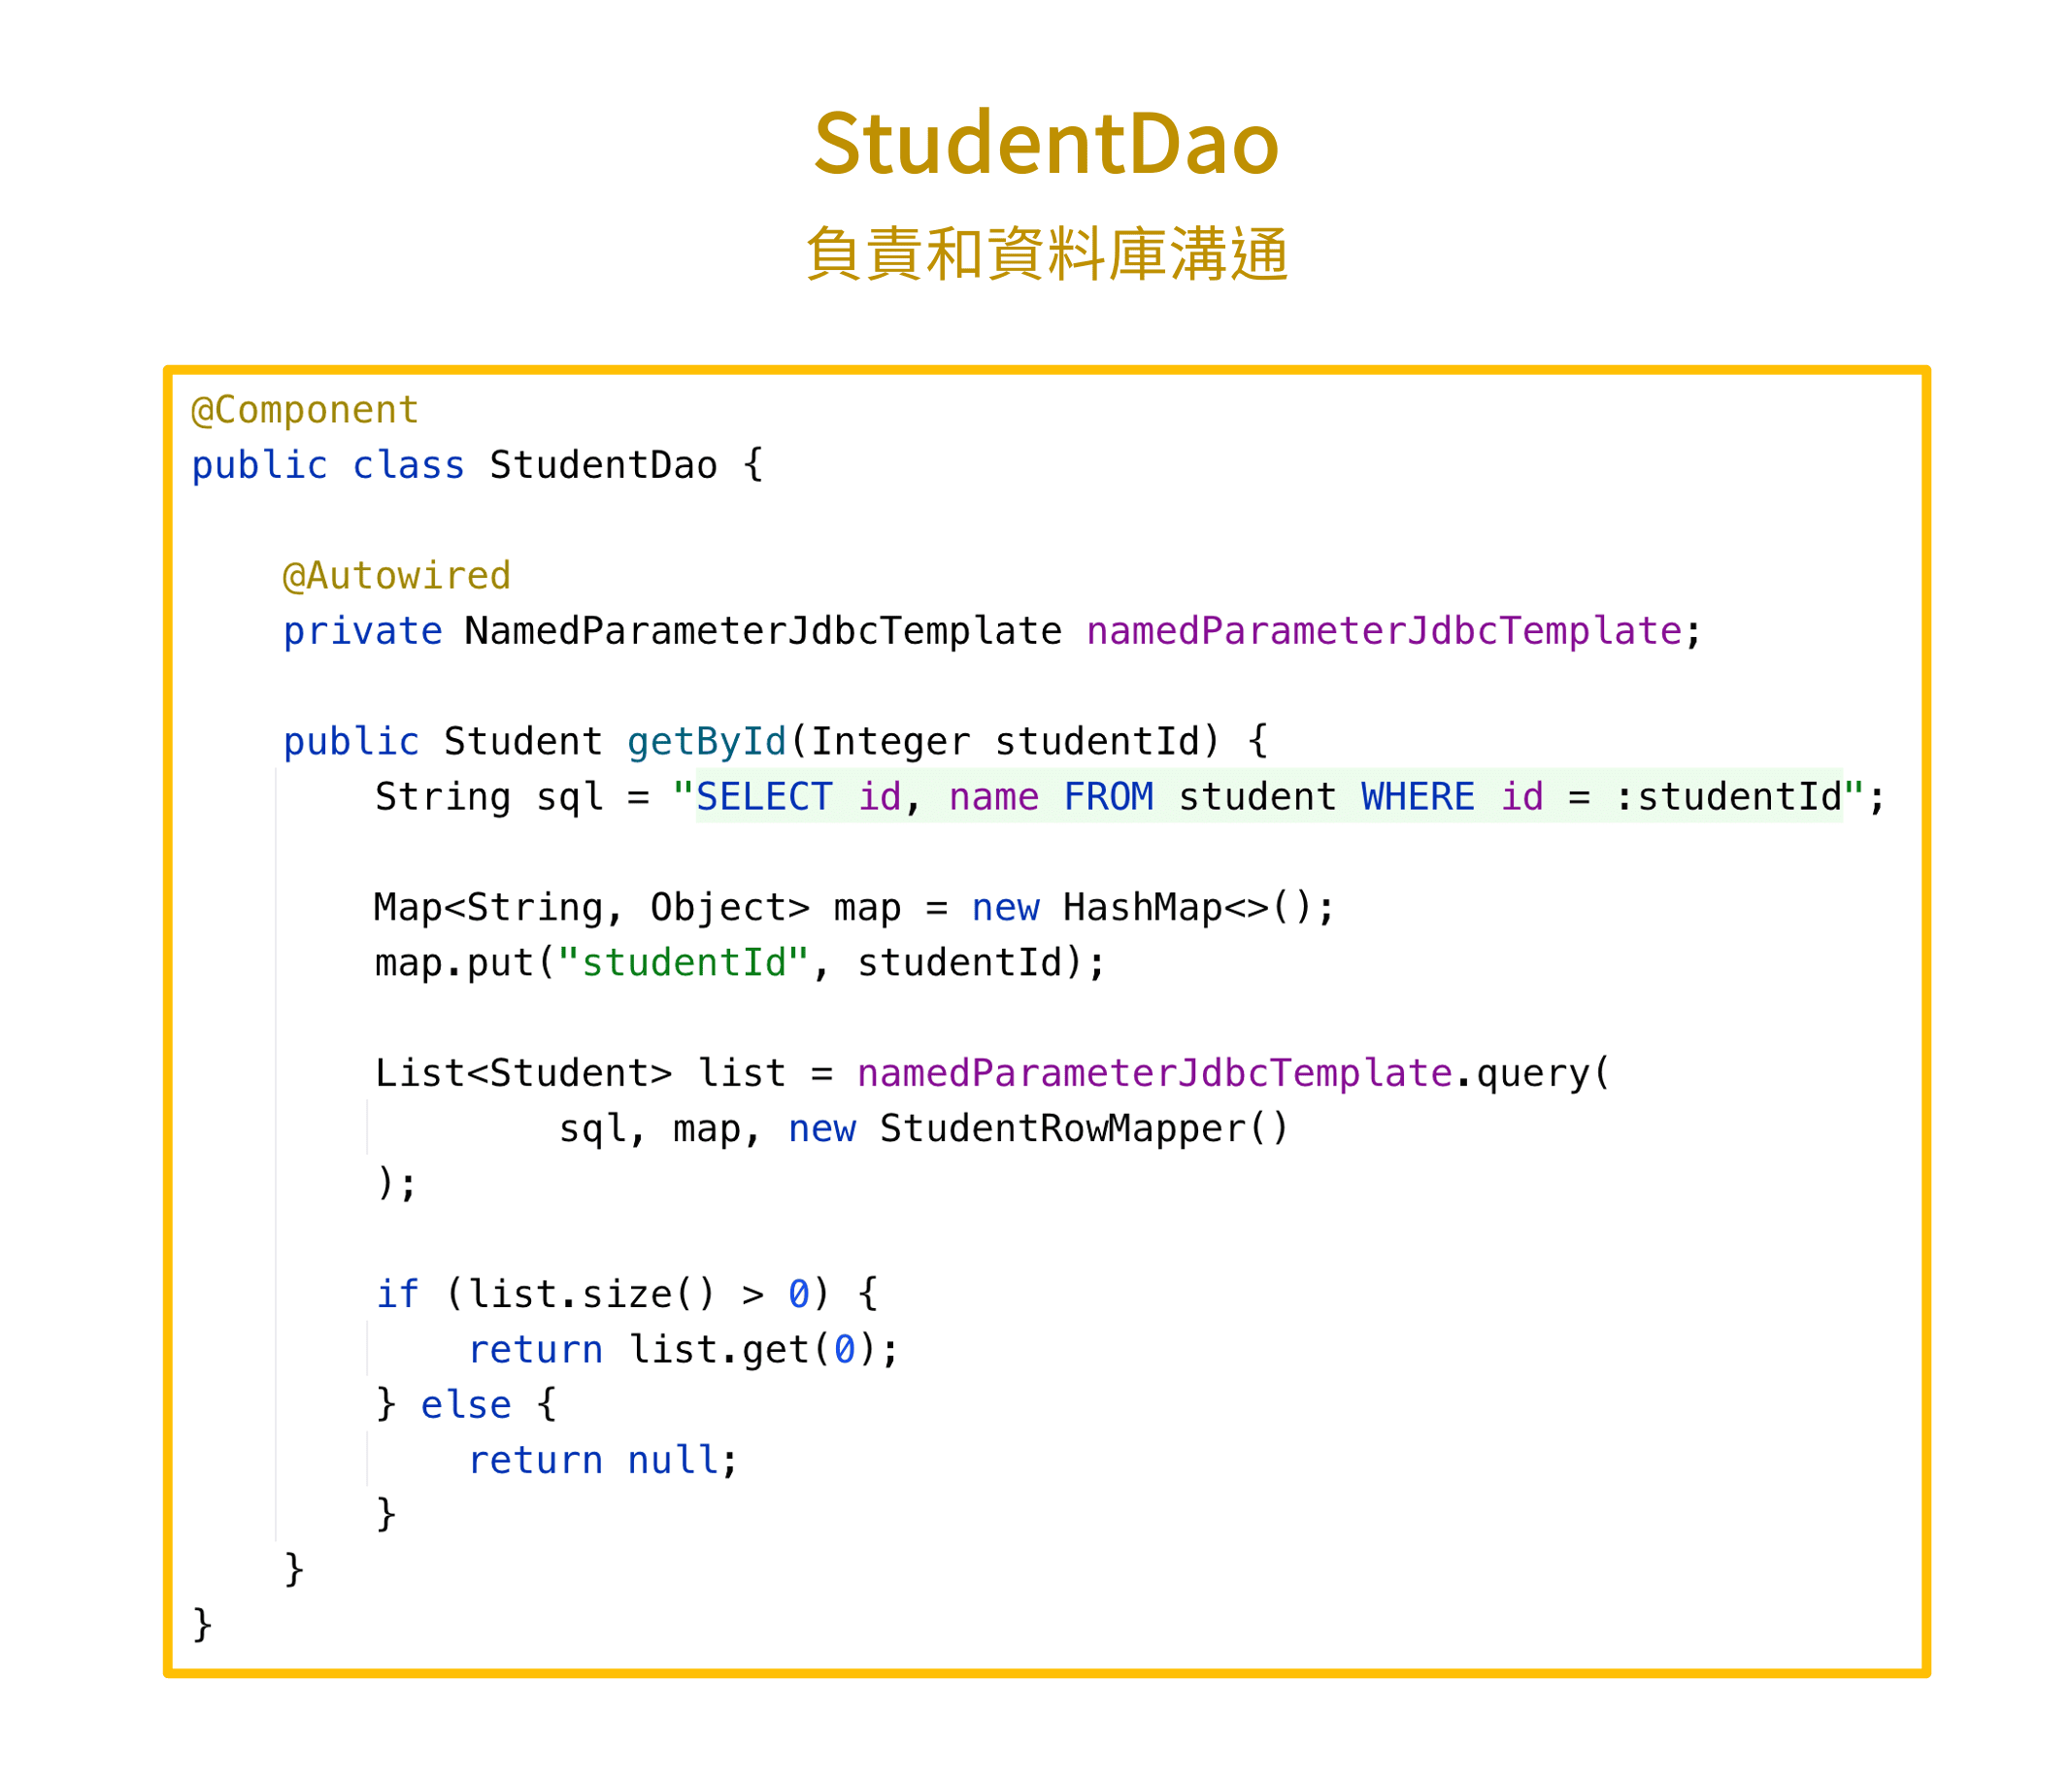 StudentDao
負責和資料庫溝通
@Component
public class StudentDao {
@Autowired
private NamedParameterJdbcTemplate namedParameterJdbcTemplate;
public Student getById(Integer studentId) {
String sql = "SELECT id, name FROM student WHERE id = :studentId";
Map<String, Object> map = new HashMap<>();
map.put("studentId", studentId);
List<Student> list = namedParameterJdbcTemplate.query(
sql, map, new StudentRowMapper()
);
if (list.size() > 0) {
return list.get(0);
} else {
return null;
}
}
}